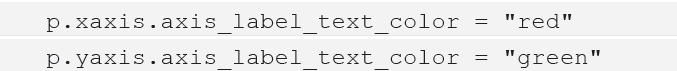 p.xaxis.axis_label_text_color = "red"
p.yaxis.axis_label_text_color = "green"